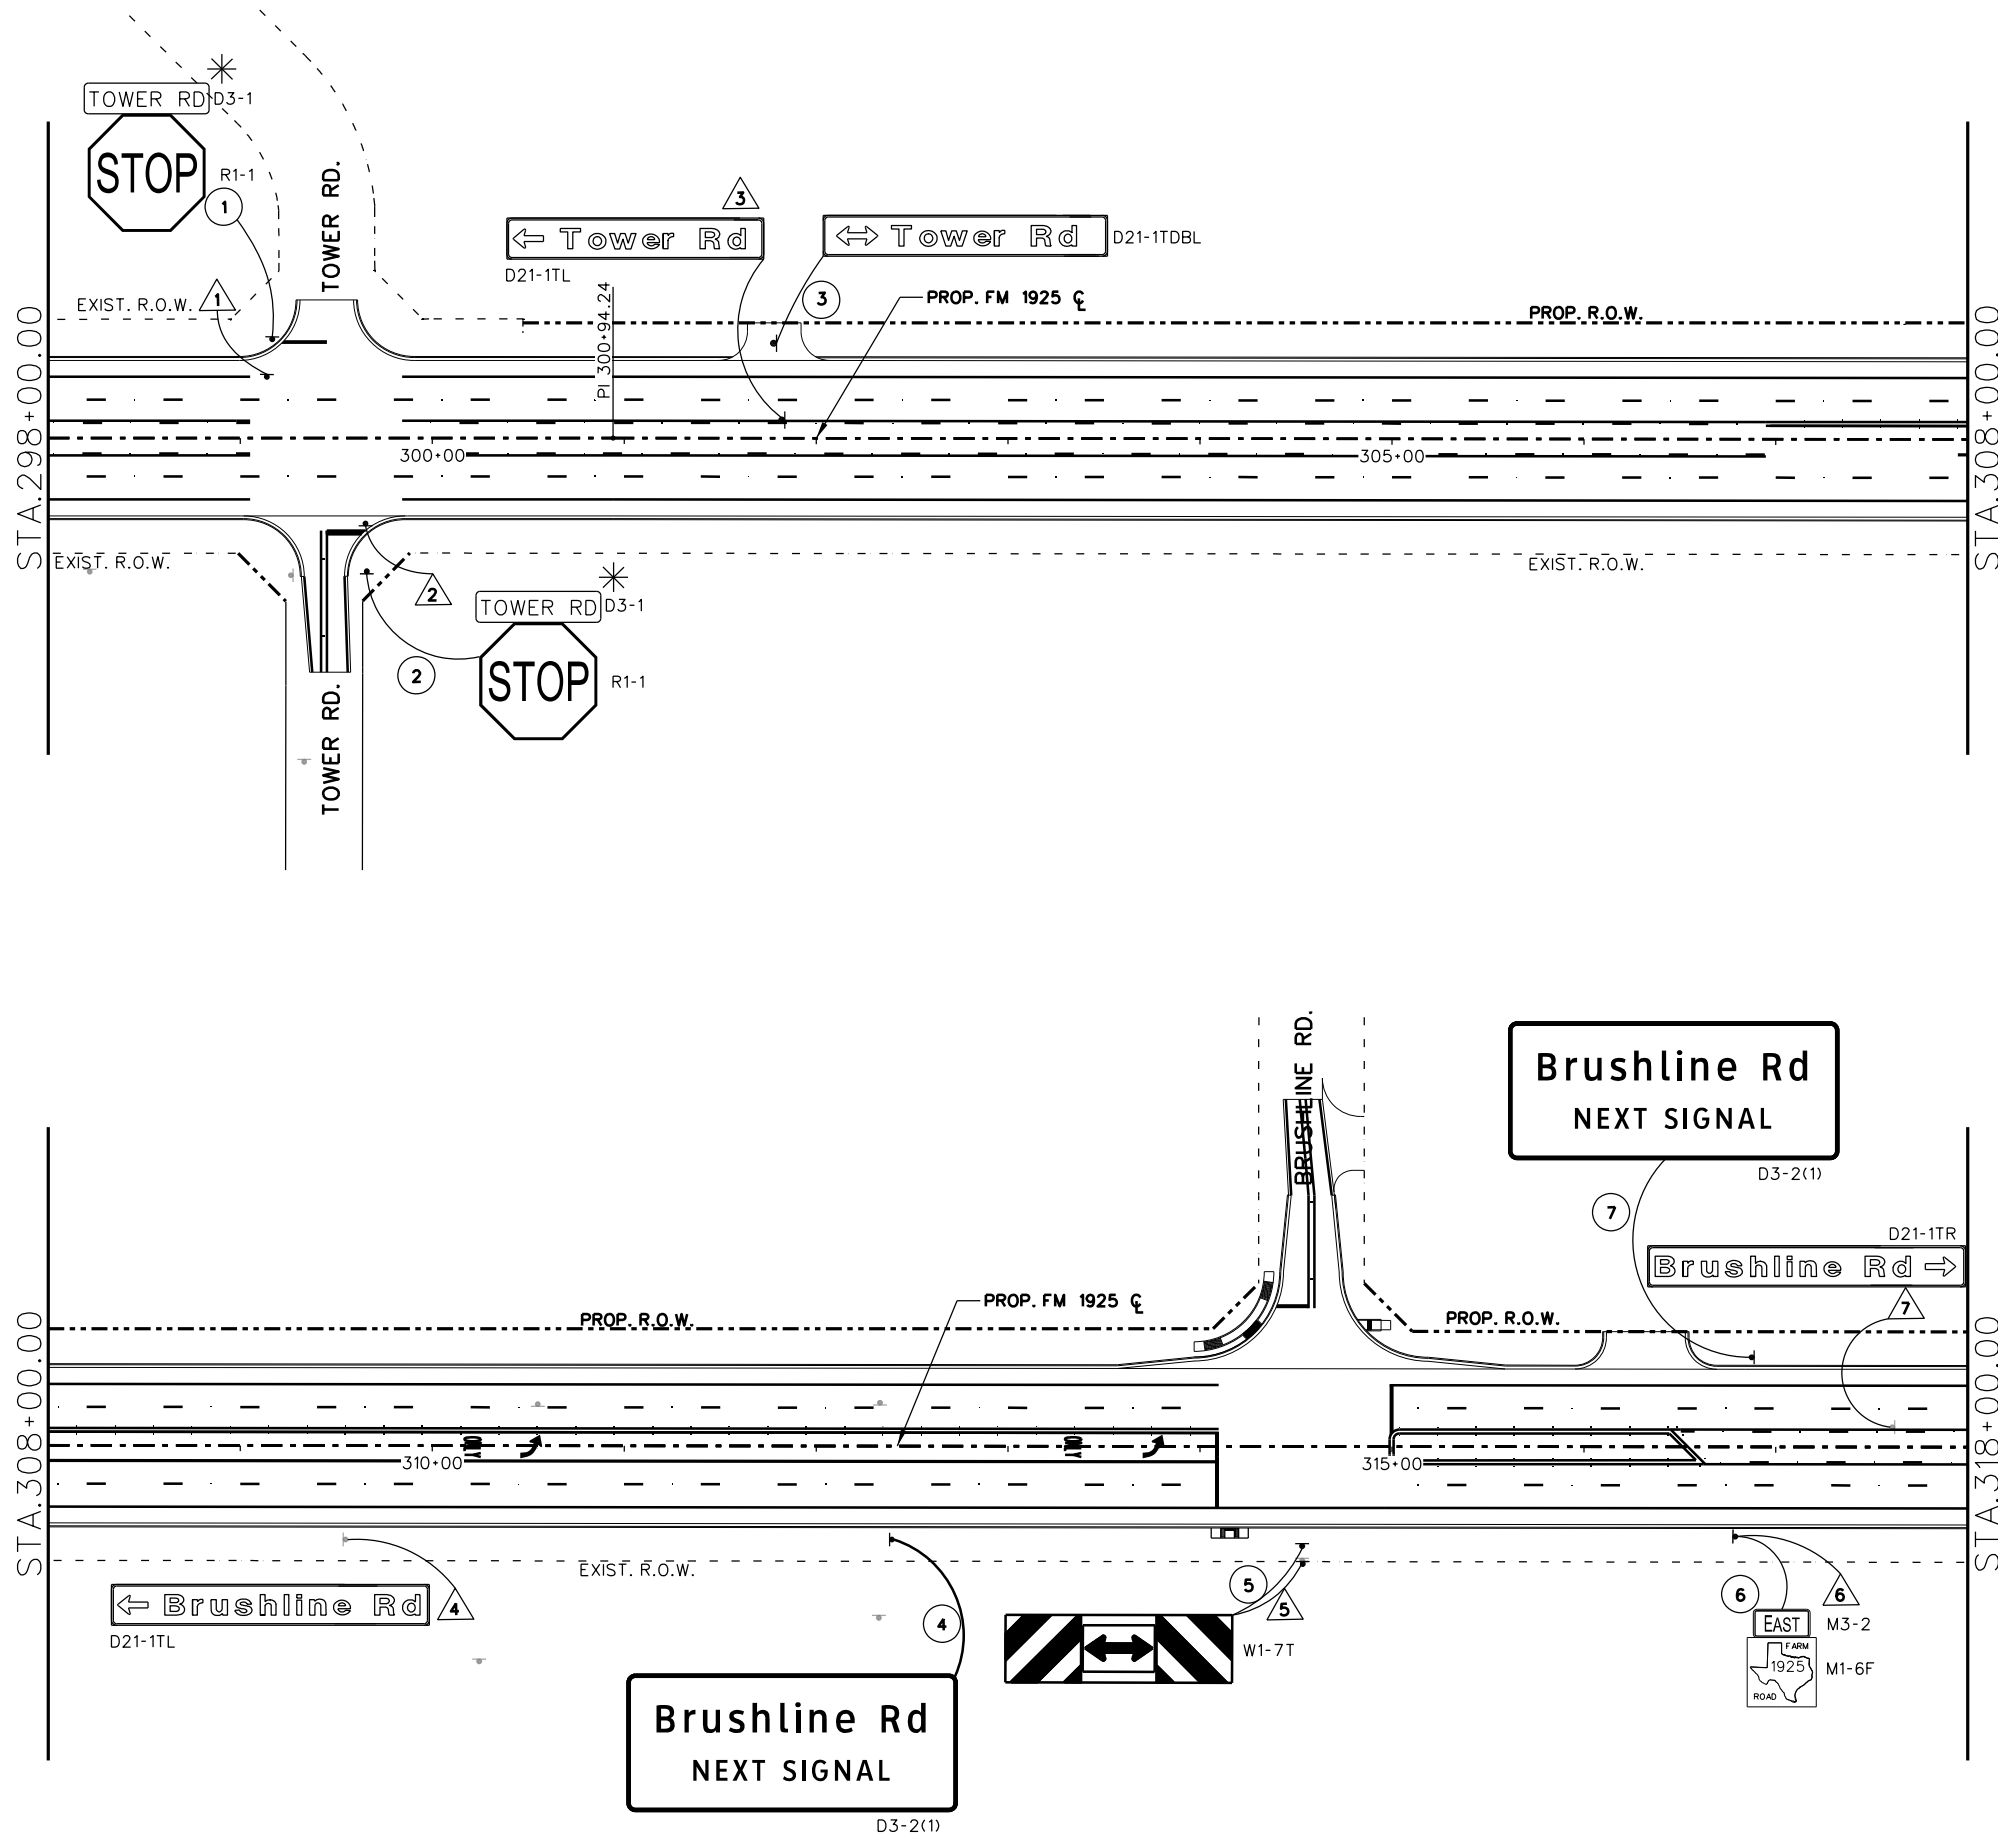 TOWER RD D3-1
STOP
R1-1
1
TOWER RD.
EXIST. R.O.W.
1
3
← Tower Rd
D21-1TL
↔ Tower Rd
D21-1TDBL
3
PI 300+94.24
PROP. FM 1925 ℄
PROP. R.O.W.
STA.298+00.00
STA.308+00.00
300+00
305+00
EXIST. R.O.W.
EXIST. R.O.W.
2
TOWER RD D3-1
STOP
R1-1
2
TOWER RD.
BRUSHLINE RD.
Brushline Rd
NEXT SIGNAL
D3-2(1)
7
D21-1TR
Brushline Rd →
7
PROP. R.O.W.
PROP. FM 1925 ℄
PROP. R.O.W.
STA.308+00.00
STA.318+00.00
ONLY
ONLY
310+00
315+00
EXIST. R.O.W.
← Brushline Rd
D21-1TL
4
4
5
5
W1-7T
6
6
EAST
M3-2
FARM
1925
ROAD
M1-6F
Brushline Rd
NEXT SIGNAL
D3-2(1)